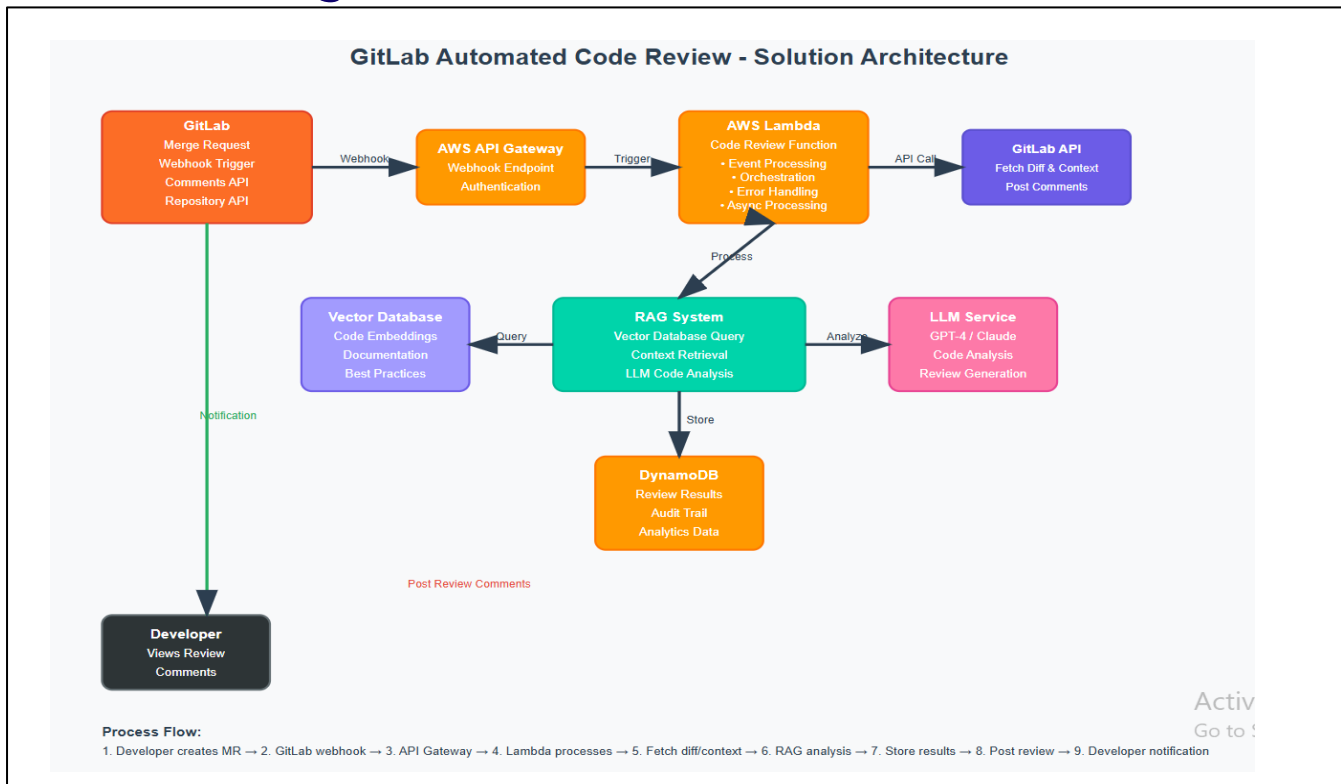 GitLab Automated Code Review - Solution Architecture
GitLab
Merge Request
Webhook Trigger
Comments API
Repository API
Webhook
AWS API Gateway
Webhook Endpoint
Authentication
Trigger
AWS Lambda
Code Review Function
• Event Processing
• Orchestration
• Error Handling
• Async Processing
API Call
GitLab API
Fetch Diff & Context
Post Comments
Process
Vector Database
Code Embeddings
Documentation
Best Practices
Query
RAG System
Vector Database Query
Context Retrieval
LLM Code Analysis
Analyze
LLM Service
GPT-4 / Claude
Code Analysis
Review Generation
Notification
Store
DynamoDB
Review Results
Audit Trail
Analytics Data
Post Review Comments
Developer
Views Review
Comments
Activ
Go to
Process Flow:
1. Developer creates MR → 2. GitLab webhook → 3. API Gateway → 4. Lambda processes → 5. Fetch diff/context → 6. RAG analysis → 7. Store results → 8. Post review → 9. Developer notification